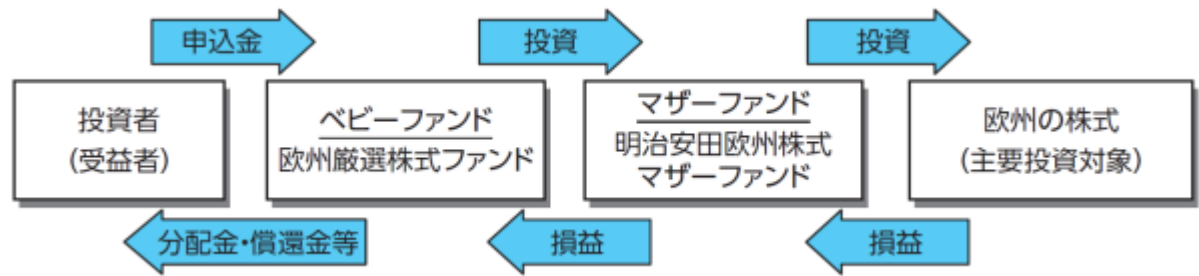 申込金
投資
投資
投資者
(受益者)
ベビーファンド
欧州厳選株式ファンド
マザーファンド
明治安田欧州株式
マザーファンド
欧州の株式
(主要投資対象)
分配金・償還金等
損益
損益